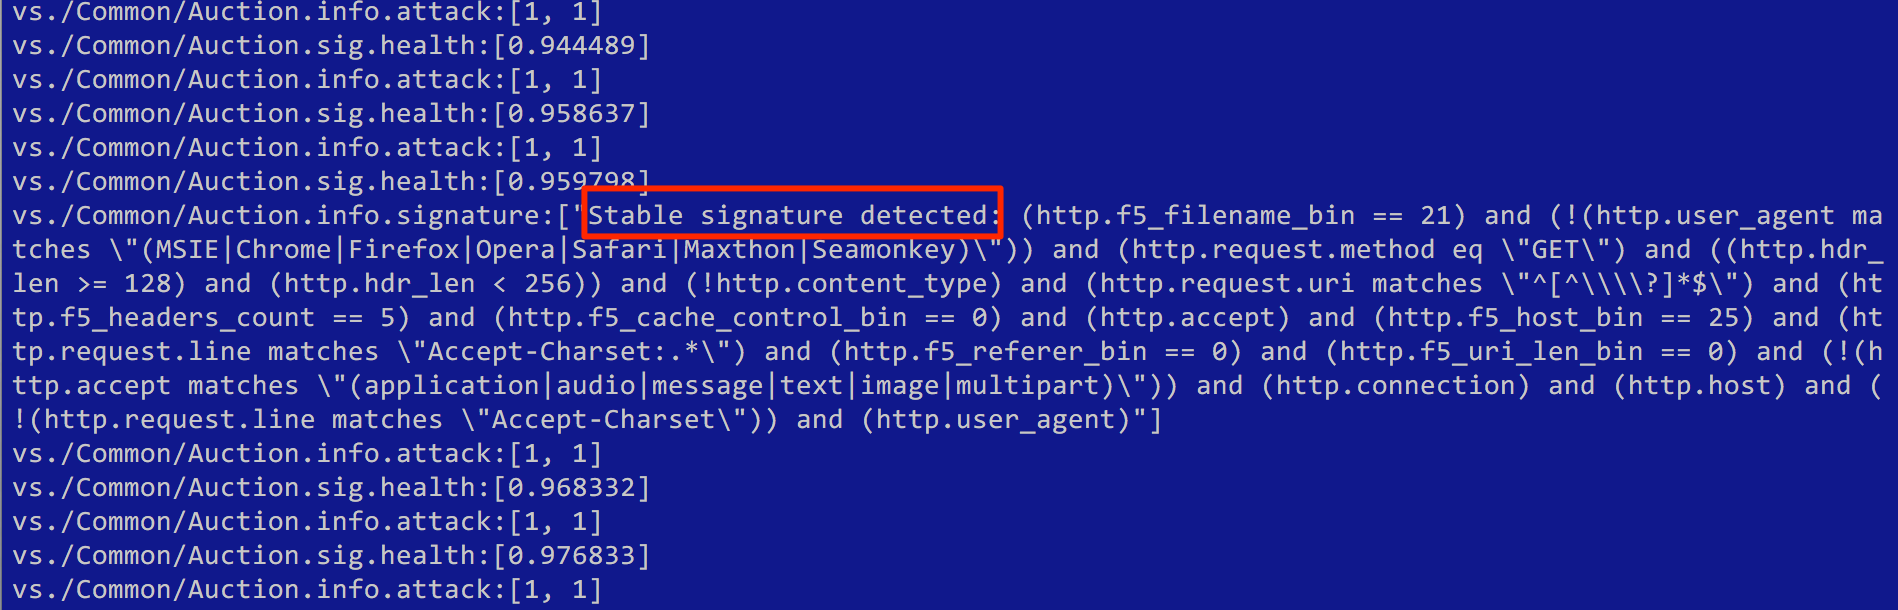 vs./Common/Auction.info.attack:[1, 1]
vs./Common/Auction.sig.health:[0.944489]
vs./Common/Auction.info.attack:[1, 1]
vs./Common/Auction.sig.health:[0.958637]
vs./Common/Auction.info.attack:[1, 1]
vs./Common/Auction.sig.health:[0.959798]
vs./Common/Auction.info.signature:["Stable signature detected: (http.f5_filename_bin == 21) and (!(http.user_agent ma
tches \"(MSIE|Chrome|Firefox|Opera|Safari|Maxthon|Seamonkey)\")) and (http.request.method eq \"GET\") and ((http.hdr_
len >= 128) and (http.hdr_len < 256)) and (!http.content_type) and (http.request.uri matches \"^[^\\\\?]*$\") and (ht
tp.f5_headers_count == 5) and (http.f5_cache_control_bin == 0) and (http.accept) and (http.f5_host_bin == 25) and (ht
tp.request.line matches \"Accept-Charset:.*\") and (http.f5_referer_bin == 0) and (http.f5_uri_len_bin == 0) and (!(h
ttp.accept matches \"(application|audio|message|text|image|multipart)\")) and (http.connection) and (http.host) and (
!(http.request.line matches \"Accept-Charset\")) and (http.user_agent)"]
vs./Common/Auction.info.attack:[1, 1]
vs./Common/Auction.sig.health:[0.968332]
vs./Common/Auction.info.attack:[1, 1]
vs./Common/Auction.sig.health:[0.976833]
vs./Common/Auction.info.attack:[1, 1]